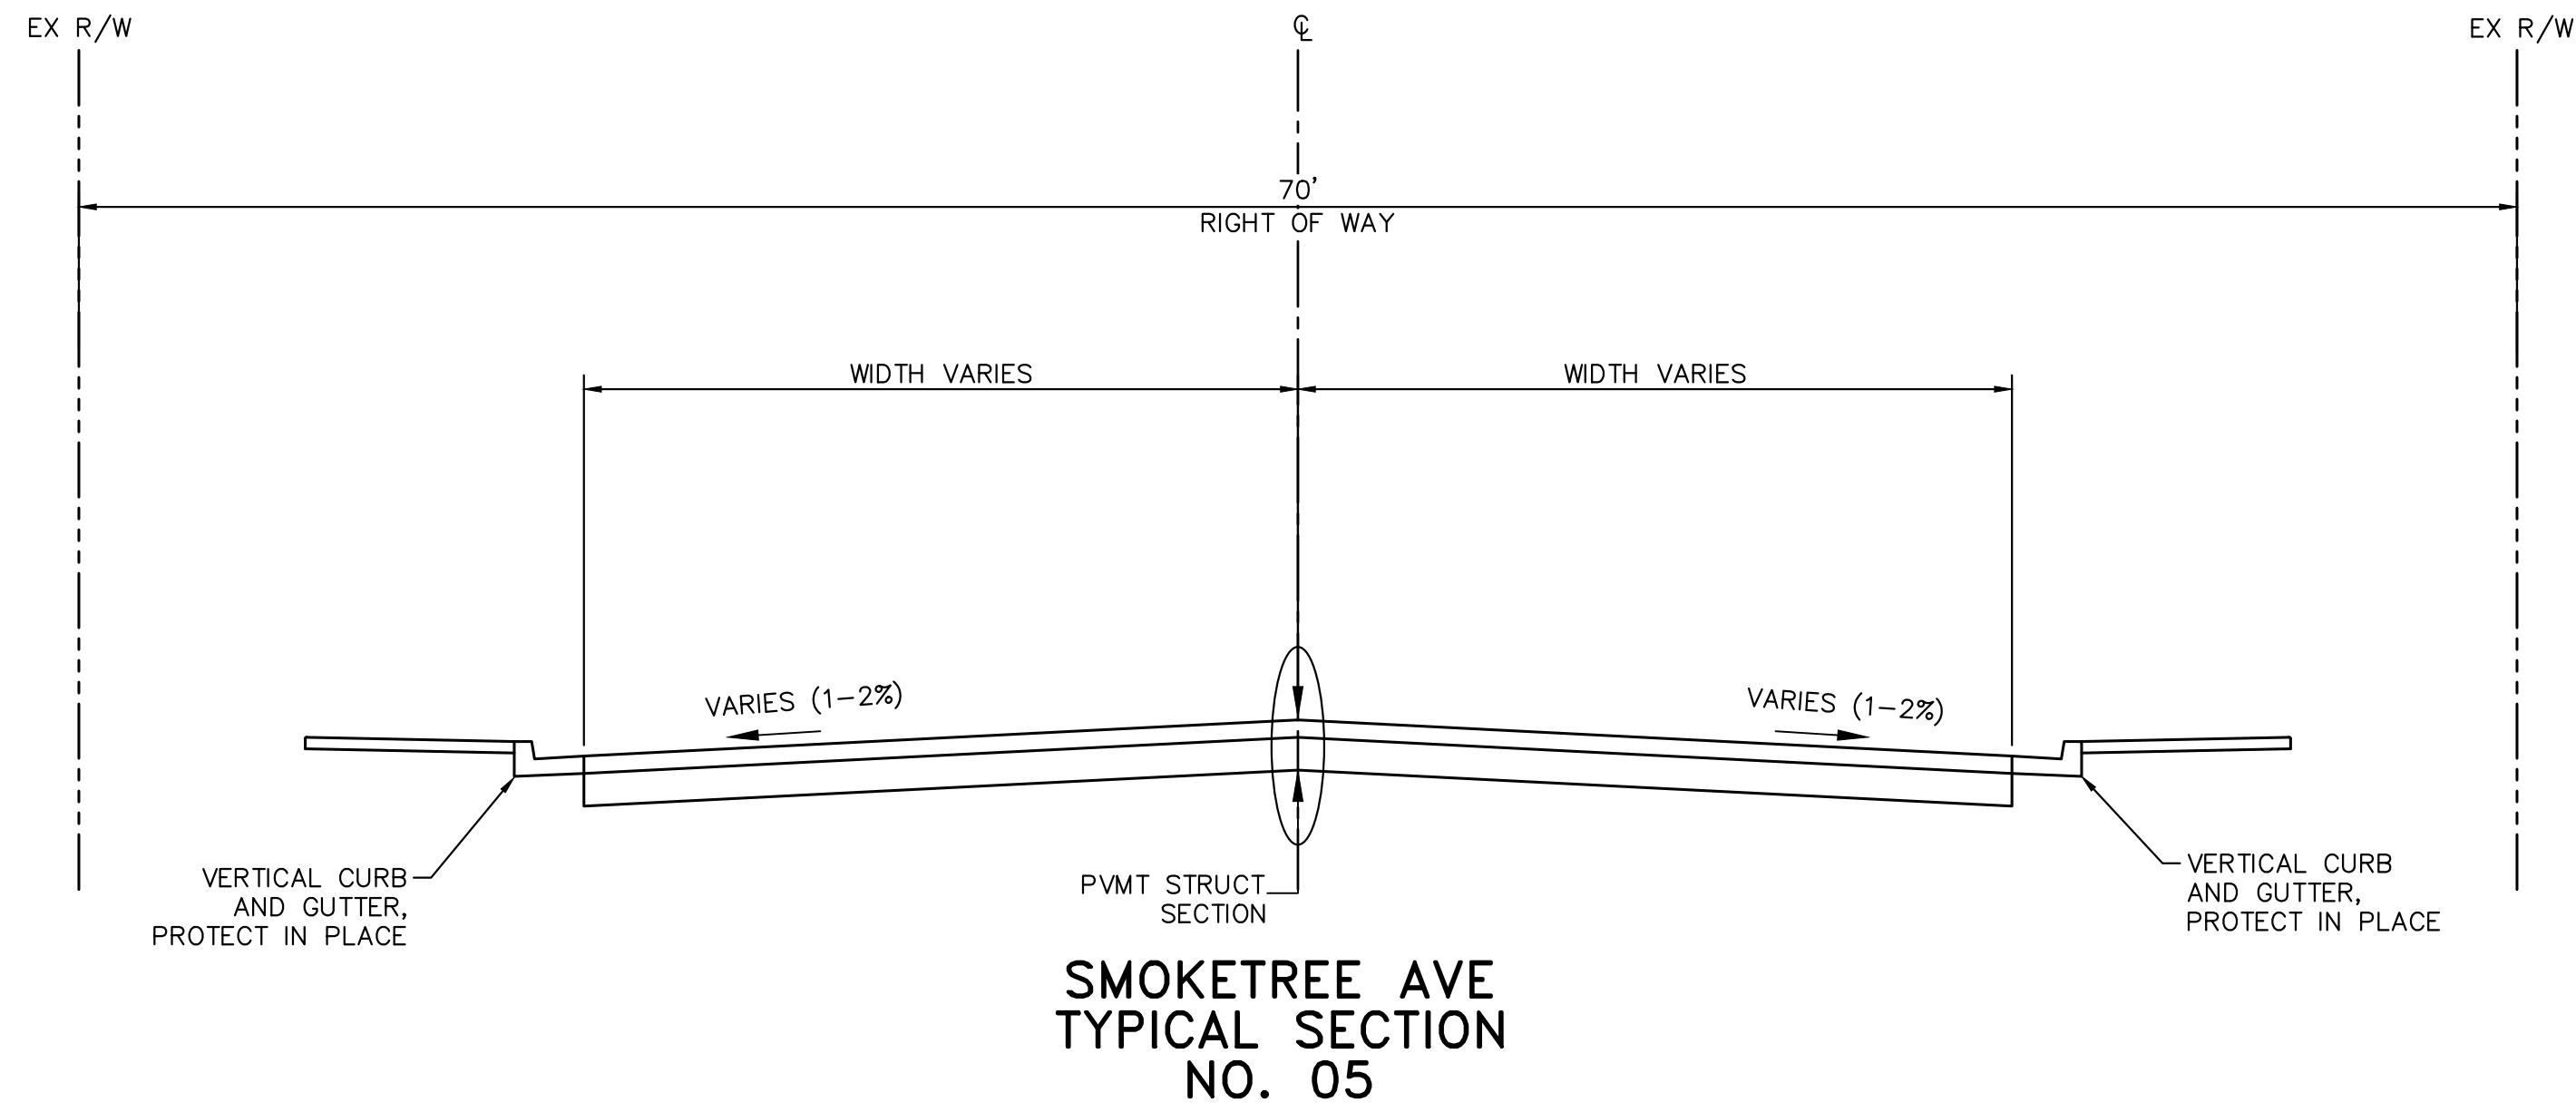 EX R/W
℄
EX R/W
70'
RIGHT OF WAY
WIDTH VARIES
WIDTH VARIES
VARIES (1-2%)
VARIES (1-2%)
VERTICAL CURB
AND GUTTER,
PROTECT IN PLACE
PVMT STRUCT
SECTION
VERTICAL CURB
AND GUTTER,
PROTECT IN PLACE
SMOKETREE AVE
TYPICAL SECTION
NO. 05